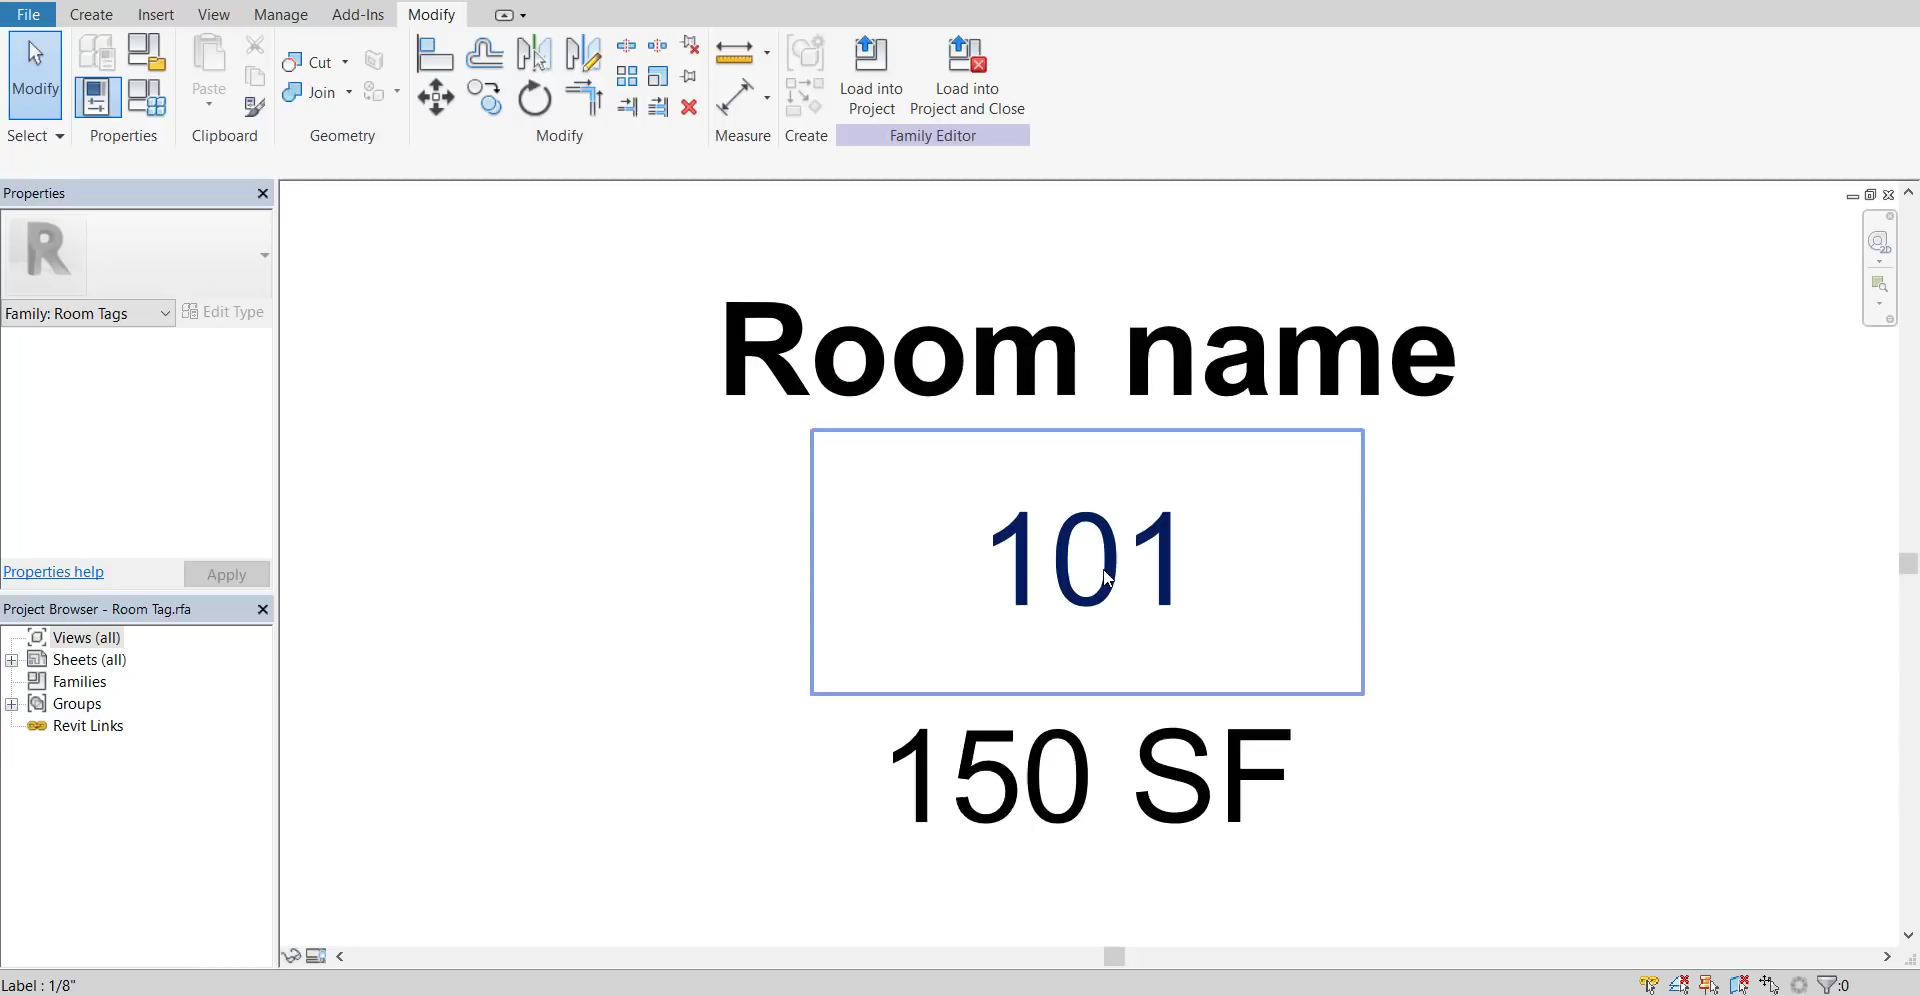 File Create Insert View Manage Add-Ins Modify
Modify
Select
Properties
Paste
Clipboard
Cut
Join
Geometry
Modify
Measure
Create
Load into
Project
Load into
Project and Close
Family Editor
Properties
R
Family: Room Tags
Edit Type
Properties help
Apply
Project Browser - Room Tag.rfa
Views (all)
Sheets (all)
Families
Groups
Revit Links
Room name
101
150 SF
2D
Label : 1/8"
:0